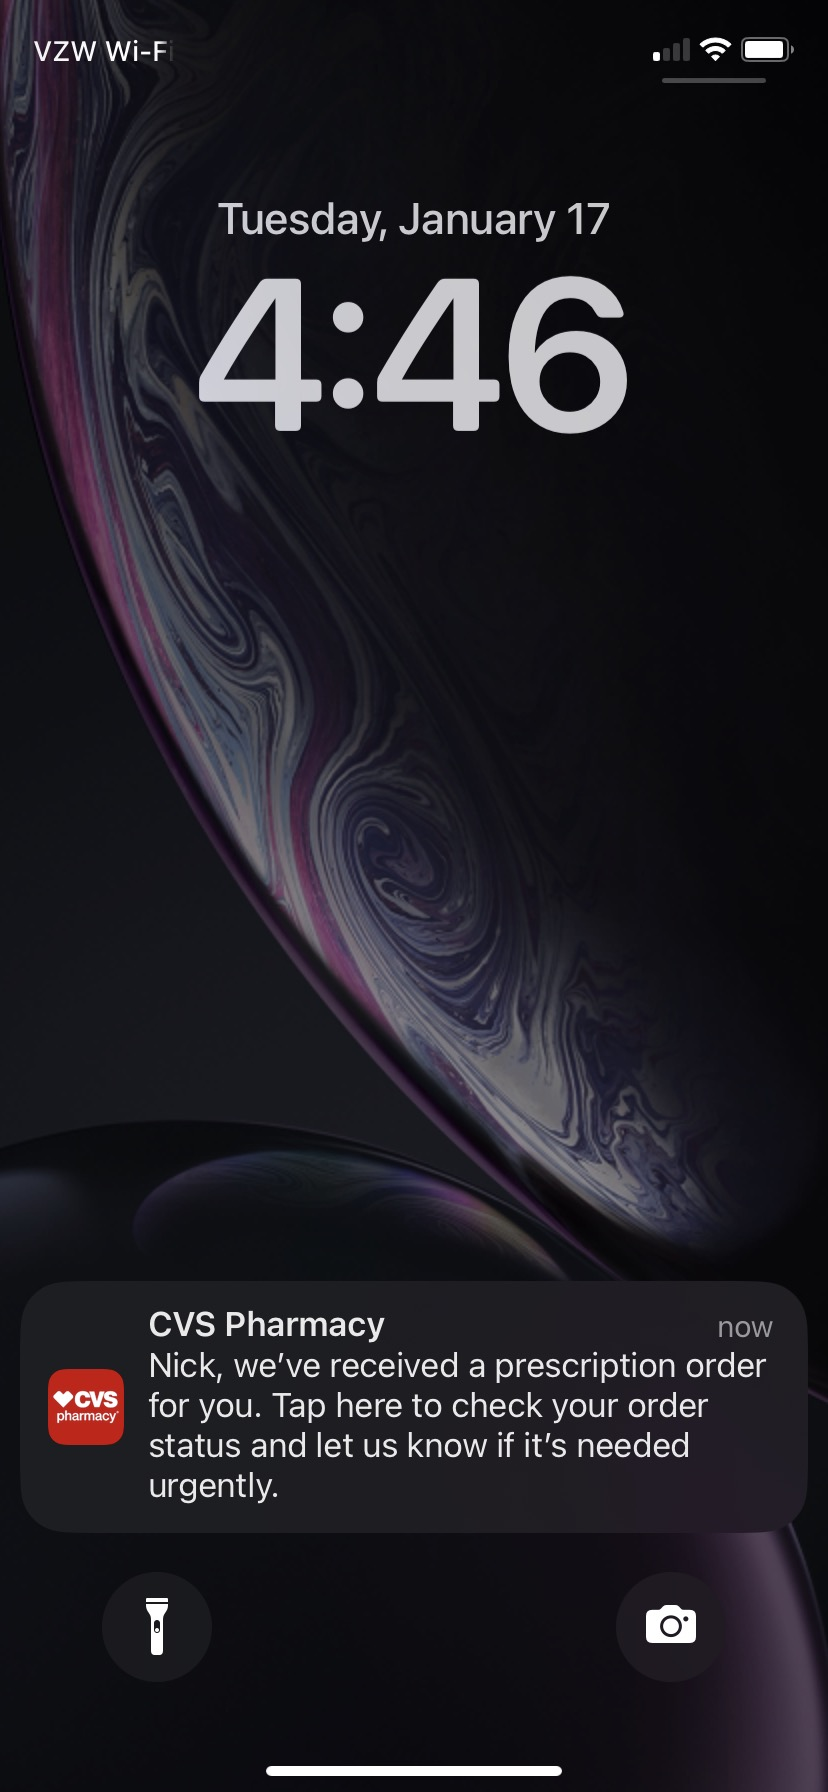 VZW Wi-Fi
Tuesday, January 17
4:46
CVS Pharmacy now
Nick, we’ve received a prescription order
for you. Tap here to check your order
status and let us know if it’s needed
urgently.
CVS
pharmacy